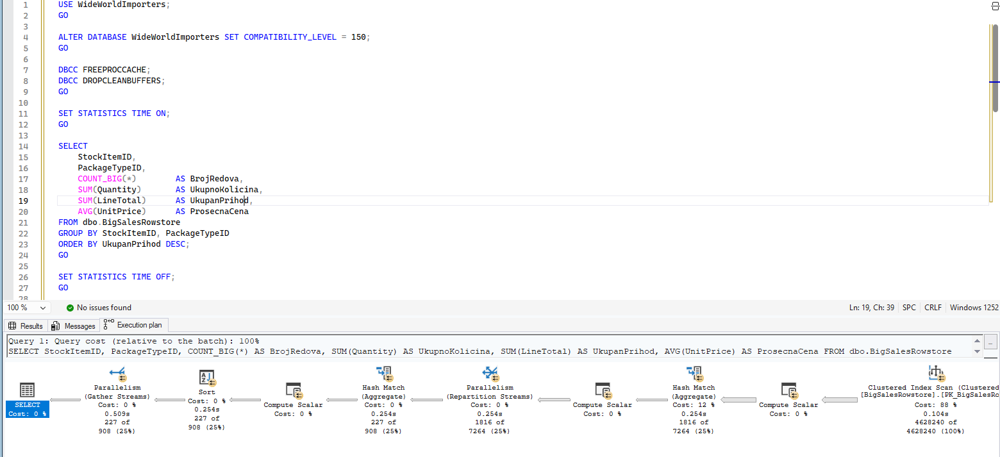 1 USE WideWorldImporters;
2 GO
3
4 ALTER DATABASE WideWorldImporters SET COMPATIBILITY_LEVEL = 150;
5 GO
6
7 DBCC FREEPROCCACHE;
8 DBCC DROPCLEANBUFFERS;
9 GO
10
11 SET STATISTICS TIME ON;
12 GO
13
14 SELECT
15 StockItemID,
16 PackageTypeID,
17 COUNT_BIG(*) AS BrojRedova,
18 SUM(Quantity) AS UkupnoKolicina,
19 SUM(LineTotal) AS UkupanPrihod,
20 AVG(UnitPrice) AS ProsecnaCena
21 FROM dbo.BigSalesRowstore
22 GROUP BY StockItemID, PackageTypeID
23 ORDER BY UkupanPrihod DESC;
24 GO
25
26 SET STATISTICS TIME OFF;
27 GO
28
100 % No issues found Ln: 19, Ch: 39 SPC CRLF Windows 1252
Results Messages Execution plan
Query 1: Query cost (relative to the batch): 100%
SELECT StockItemID, PackageTypeID, COUNT_BIG(*) AS BrojRedova, SUM(Quantity) AS UkupnoKolicina, SUM(LineTotal) AS UkupanPrihod, AVG(UnitPrice) AS ProsecnaCena FROM dbo.BigSalesRowstore
SELECT
Cost: 0 %
Parallelism
(Gather Streams)
Cost: 0 %
0.509s
227 of
908 (25%)
Sort
Cost: 0 %
0.254s
227 of
908 (25%)
Compute Scalar
Cost: 0 %
Hash Match
(Aggregate)
Cost: 0 %
0.254s
227 of
908 (25%)
Parallelism
(Repartition Streams)
Cost: 0 %
0.254s
1816 of
7264 (25%)
Compute Scalar
Cost: 0 %
Hash Match
(Aggregate)
Cost: 12 %
0.254s
1816 of
7264 (25%)
Compute Scalar
Cost: 0 %
Clustered Index Scan (Clustered
[BigSalesRowstore].[PK_BigSalesRo
Cost: 88 %
0.104s
4628240 of
4628240 (100%)